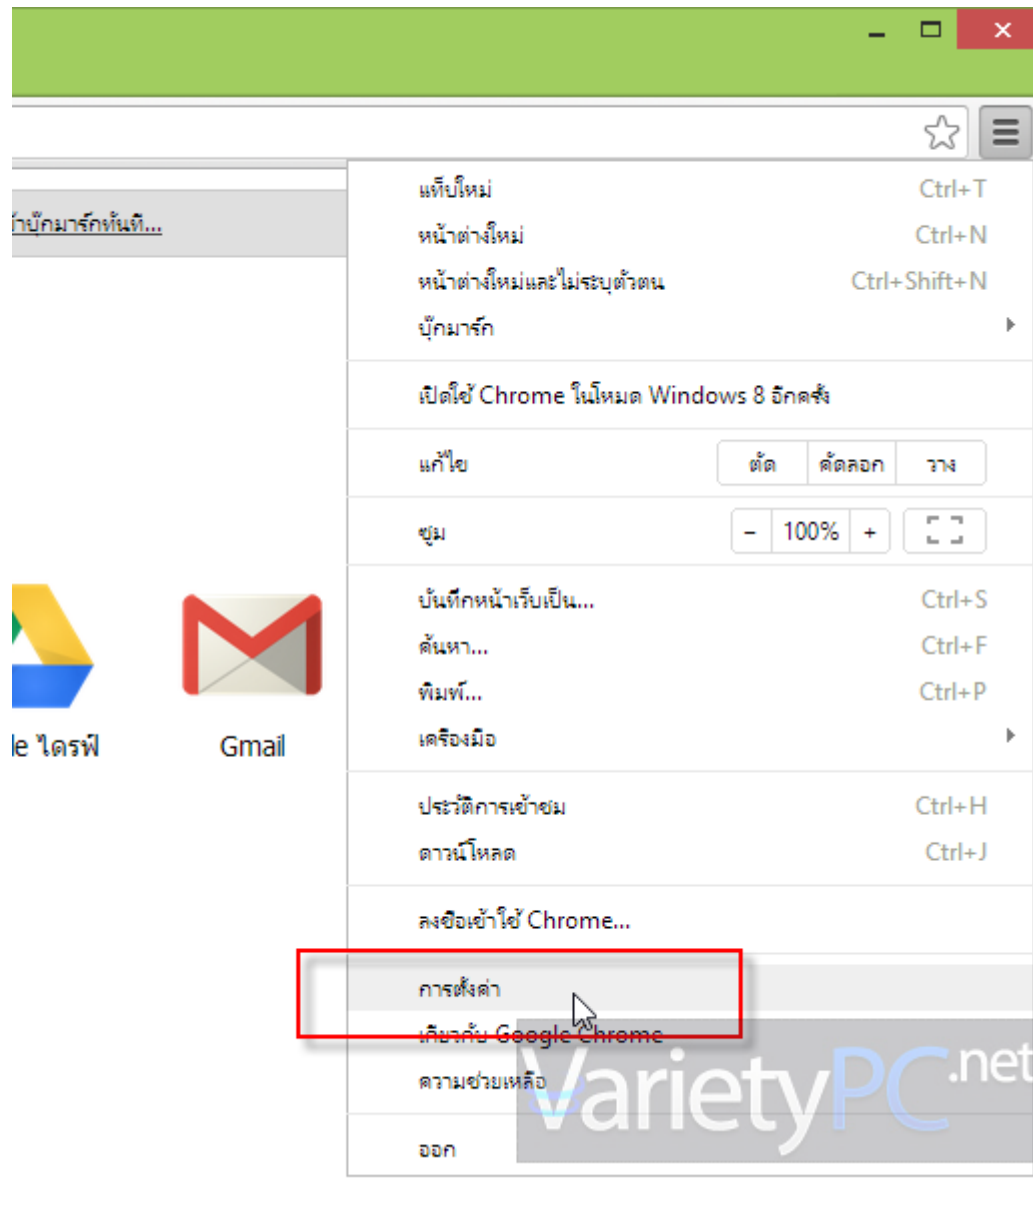 แท็บใหม่ Ctrl+T
บุ๊กมาร์กทันที...
หน้าต่างใหม่ Ctrl+N
หน้าต่างใหม่และไม่ระบุตัวตน Ctrl+Shift+N
บุ๊กมาร์ก
เปิดใช้ Chrome ในโหมด Windows 8 อีกครั้ง
แก้ไข ตัด คัดลอก วาง
ซูม - 100% +
บันทึกหน้าเว็บเป็น... Ctrl+S
ค้นหา... Ctrl+F
พิมพ์... Ctrl+P
เครื่องมือ
le ไดรฟ์ Gmail
ประวัติการเข้าชม Ctrl+H
ดาวน์โหลด Ctrl+J
ลงชื่อเข้าใช้ Chrome...
การตั้งค่า
เกี่ยวกับ Google Chrome
ความช่วยเหลือ
VarietyPC.net
ออก